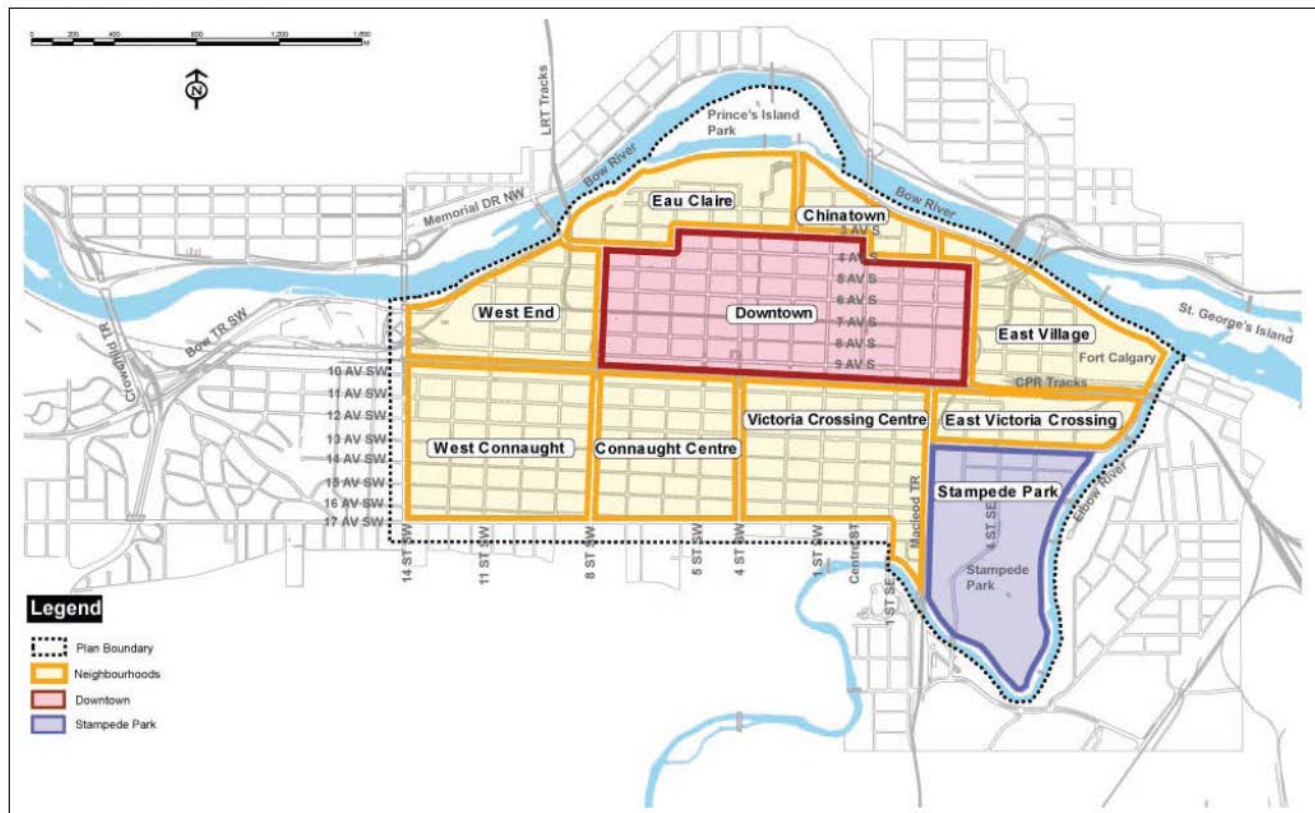 0 200 400 800 1,200 1,600
N
LRT Tracks
Prince's Island
Park
Bow River
Memorial DR NW
Eau Claire
Chinatown
Bow River
3 AV S
4 AV S
5 AV S
6 AV S
7 AV S
8 AV S
9 AV S
West End
Downtown
East Village
St. George's Island
Fort Calgary
CPR Tracks
Crowchild TR
Bow TR SW
10 AV SW
11 AV SW
12 AV SW
13 AV SW
14 AV SW
15 AV SW
16 AV SW
17 AV SW
West Connaught
Connaught Centre
Victoria Crossing Centre
East Victoria Crossing
Stampede Park
Macleod TR
4 ST SE
Elbow River
Stampede
Park
14 ST SW
11 ST SW
8 ST SW
5 ST SW
4 ST SW
1 ST SW
Centre ST
1 ST SE
Legend
Plan Boundary
Neighbourhoods
Downtown
Stampede Park